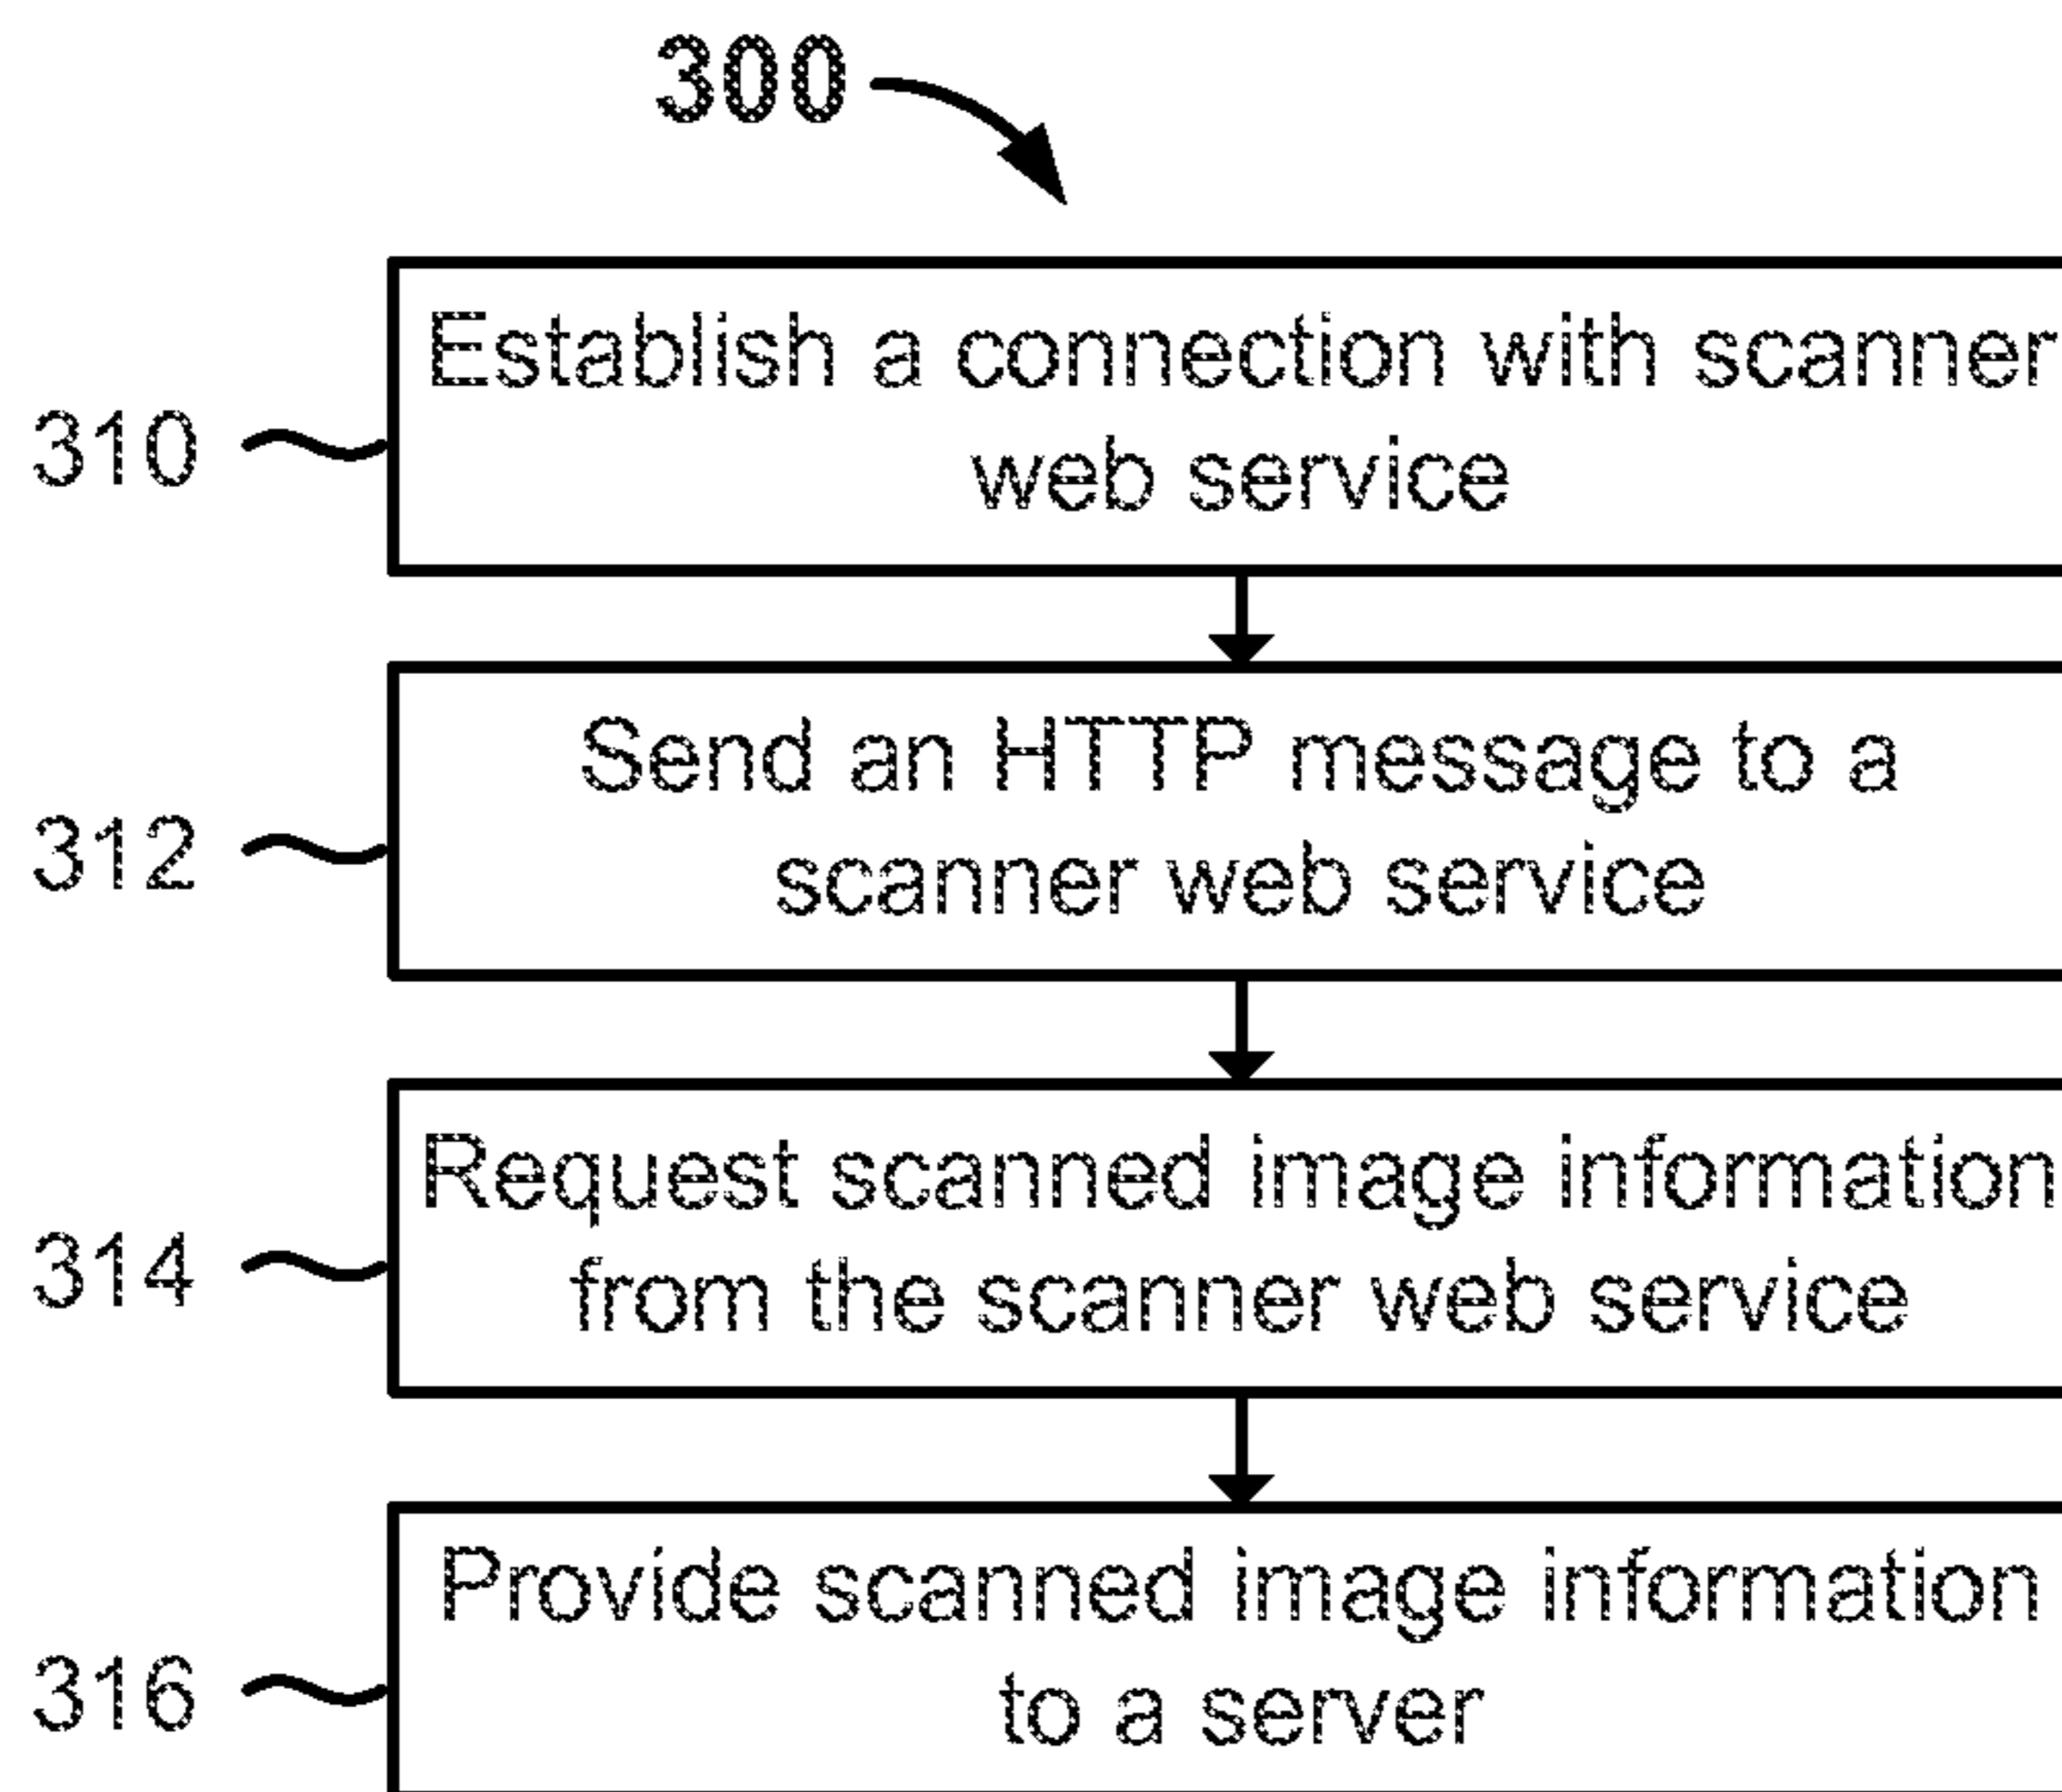 300
310
Establish a connection with scanner
web service
312
Send an HTTP message to a
scanner web service
314
Request scanned image information
from the scanner web service
316
Provide scanned image information
to a server